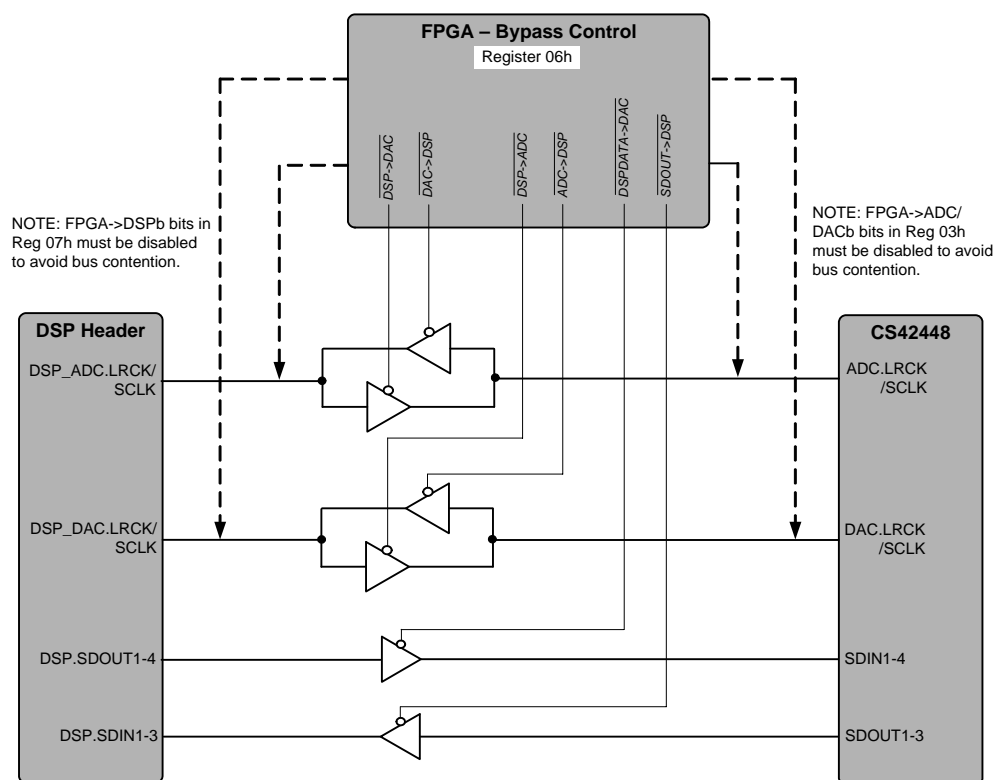 FPGA – Bypass Control
Register 06h
DSP->DAC
DAC->DSP
DSP->ADC
ADC->DSP
DSPDATA->DAC
SDOUT->DSP
NOTE: FPGA->DSPb bits in
Reg 07h must be disabled
to avoid bus contention.
NOTE: FPGA->ADC/
DACb bits in Reg 03h
must be disabled to avoid
bus contention.
DSP Header
DSP_ADC.LRCK/
SCLK
DSP_DAC.LRCK/
SCLK
DSP.SDOUT1-4
DSP.SDIN1-3
CS42448
ADC.LRCK
/SCLK
DAC.LRCK
/SCLK
SDIN1-4
SDOUT1-3